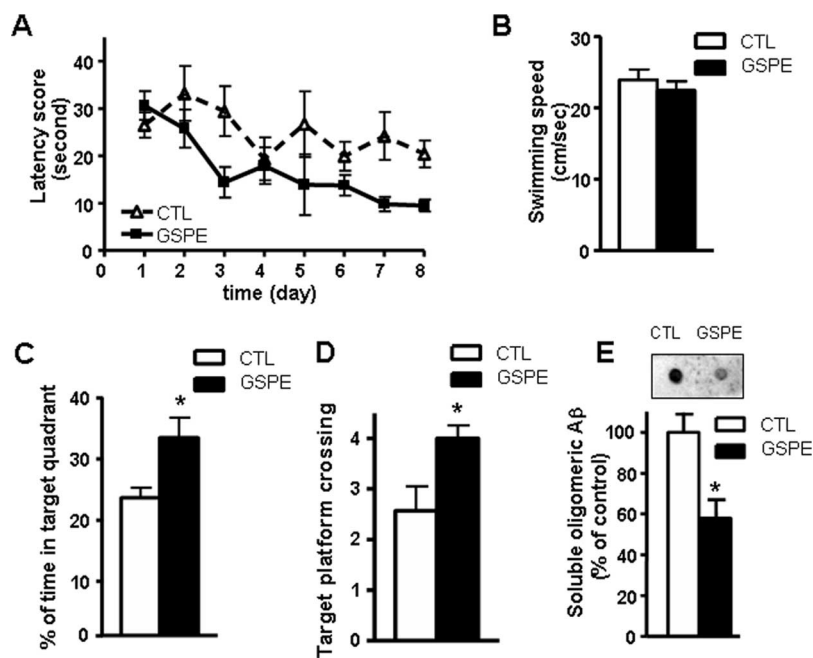 A
Latency score
(second)
40
30
20
10
0
CTL
GSPE
0 1 2 3 4 5 6 7 8
time (day)
B
Swimming speed
(cm/sec)
30
20
10
0
CTL
GSPE
C
% of time in target quadrant
40
30
20
10
0
CTL
GSPE
*
D
Target platform crossing
4
3
2
1
0
CTL
GSPE
*
E
CTL GSPE
Soluble oligomeric Aβ
(% of control)
100
80
60
40
20
0
CTL
GSPE
*